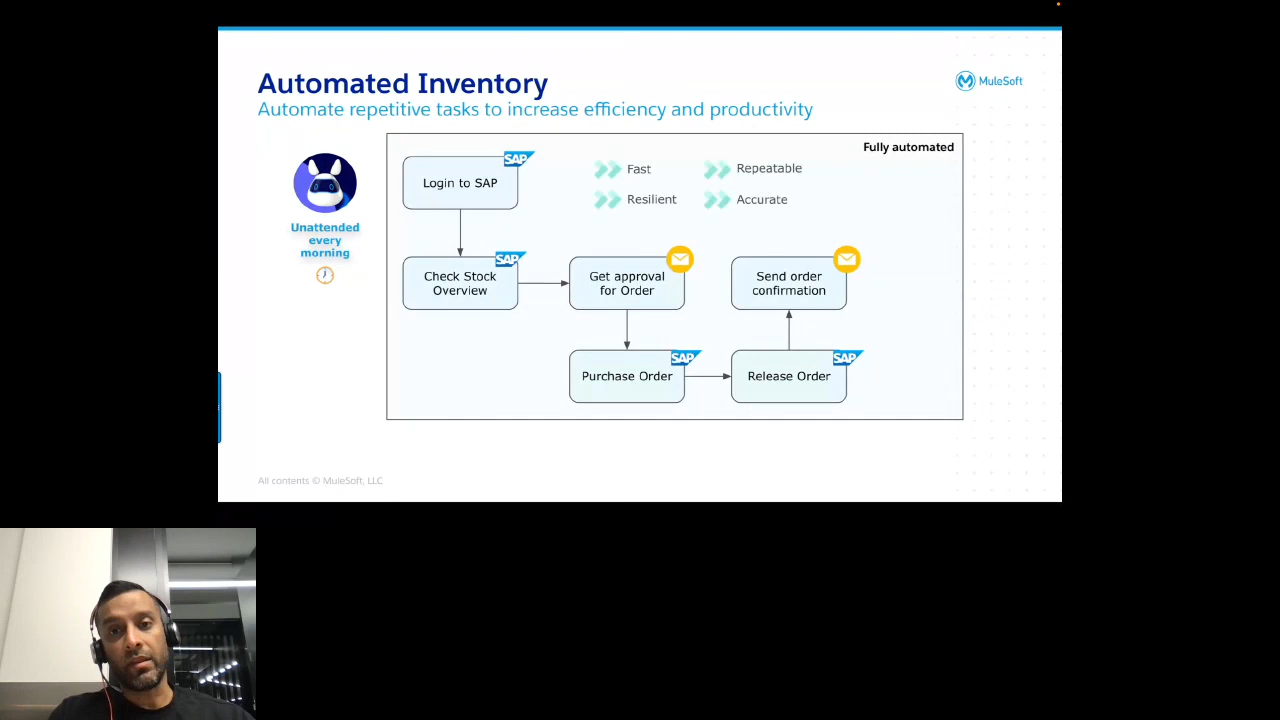 Automated Inventory
MuleSoft
Automate repetitive tasks to increase efficiency and productivity
Fully automated
SAP
Login to SAP
Fast
Repeatable
Resilient
Accurate
Unattended
every
morning
SAP
Check Stock
Overview
Get approval
for Order
Send order
confirmation
SAP
Purchase Order
SAP
Release Order
All contents © MuleSoft, LLC